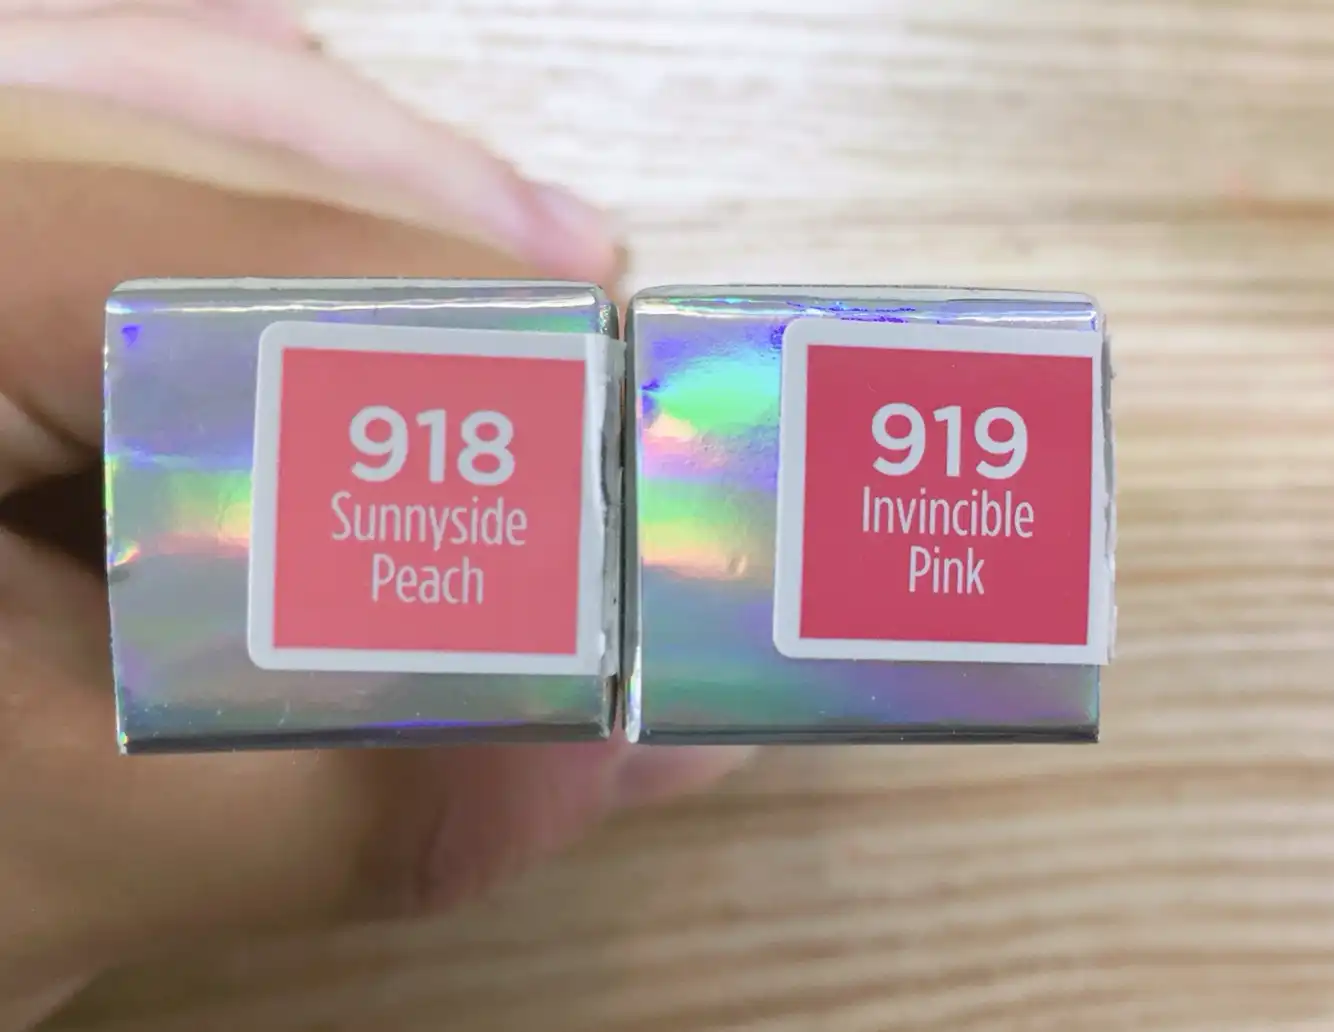 918
Sunnyside
Peach
919
Invincible
Pink